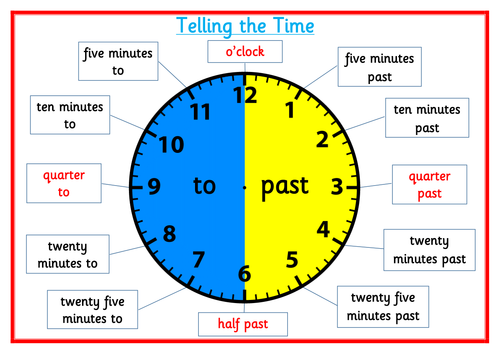 Telling the Time
o'clock
five minutes
to
five minutes
past
ten minutes
to
ten minutes
past
quarter
to
quarter
past
twenty
minutes to
twenty
minutes past
twenty five
minutes to
twenty five
minutes past
half past
12
1
2
3
4
5
6
7
8
9
10
11
to
past